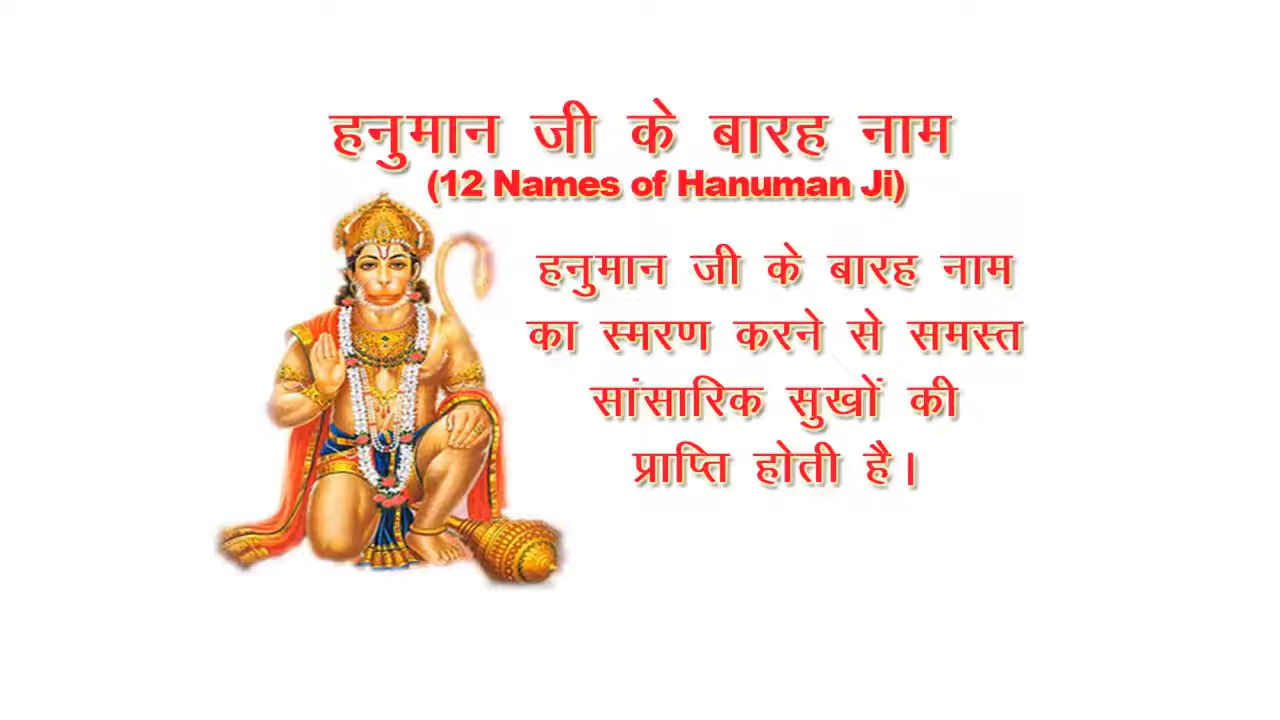 हनुमान जी के बारह नाम
(12 Names of Hanuman Ji)
हनुमान जी के बारह नाम
का स्मरण करने से समस्त
सांसारिक सुखों की
प्राप्ति होती है।